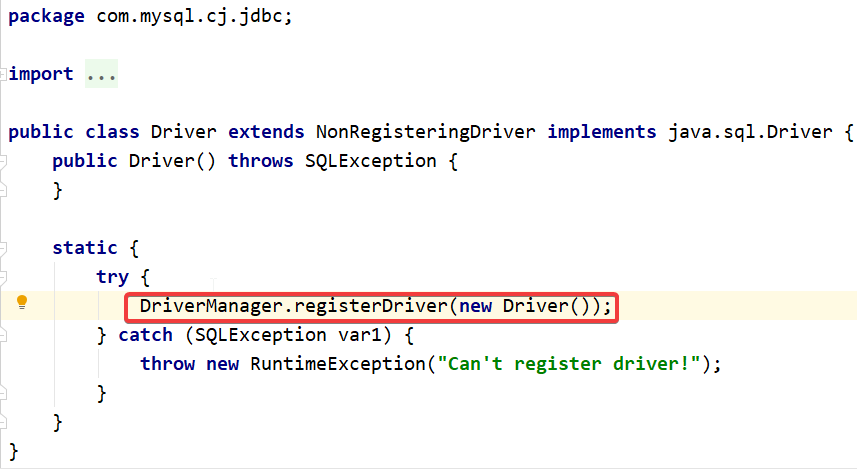 package com.mysql.cj.jdbc;
import ...
public class Driver extends NonRegisteringDriver implements java.sql.Driver {
public Driver() throws SQLException {
}
static {
try {
DriverManager.registerDriver(new Driver());
} catch (SQLException var1) {
throw new RuntimeException("Can't register driver!");
}
}
}